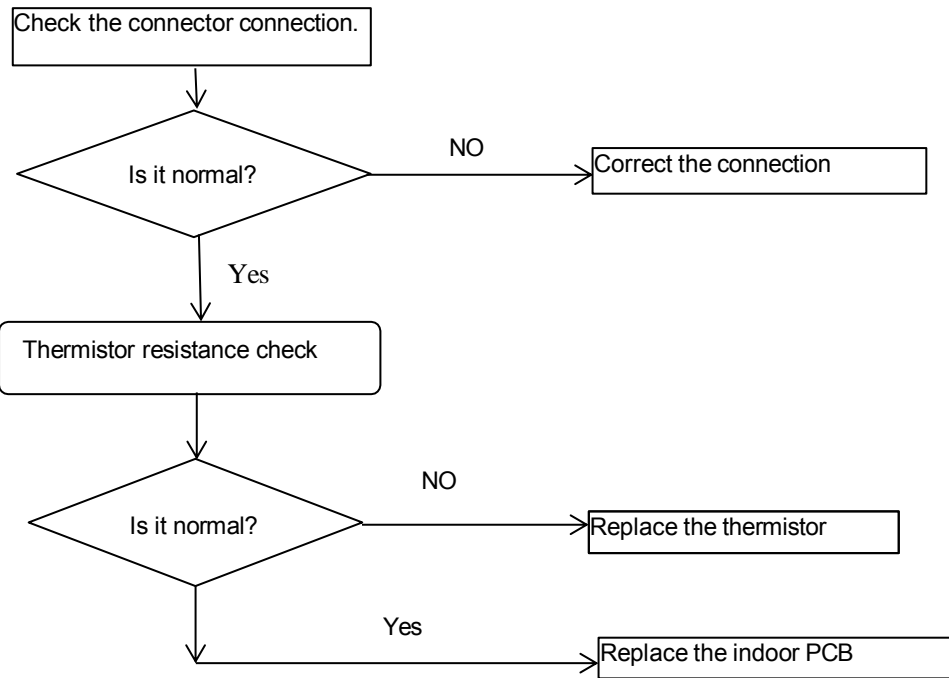 Check the connector connection.
NO
Is it normal?
Correct the connection
Yes
Thermistor resistance check
NO
Is it normal?
Replace the thermistor
Yes
Replace the indoor PCB